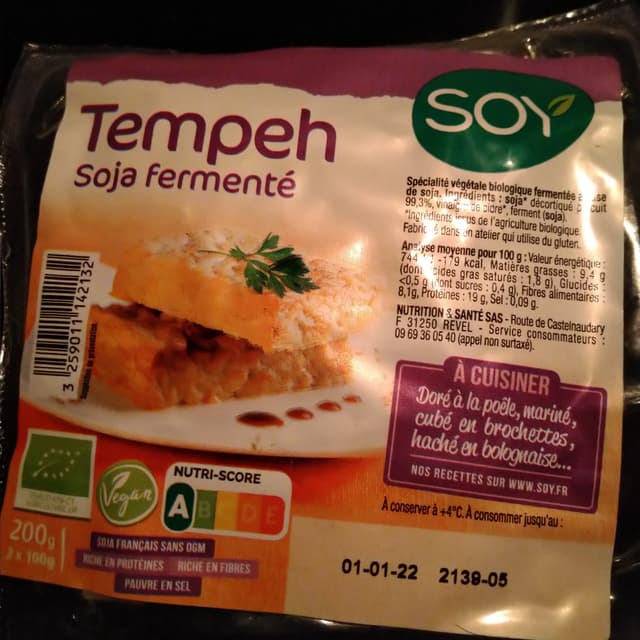 Tempeh
Soja fermenté
SOY
Spécialité végétale biologique fermentée à base
de soja. Ingrédients : soja* décortiqué cuit
99,3%, vinaigre de cidre*, ferment (soja).
*Ingrédients issus de l'agriculture biologique.
Fabriqué dans un atelier qui utilise du gluten.
Analyse moyenne pour 100 g : Valeur énergétique :
744 -179 kcal, Matières grasses : 9,4 g
(dont acides gras saturés : 1,8 g), Glucides :
<0,5 g (dont sucres : 0,4 g), Fibres alimentaires :
8,1g, Protéines : 19 g, Sel : 0,09 g.
NUTRITION & SANTÉ SAS - Route de Castelnaudary
F 31250 REVEL - Service consommateurs :
09 69 36 05 40 (appel non surtaxé).
3 259011 142132
À CUISINER
Doré à la poêle, mariné,
cubé en brochettes,
haché en bolognaise...
NOS RECETTES SUR WWW.SOY.FR
Vegan
NUTRI-SCORE
A B C D E
200g
2 x 100g
SOJA FRANÇAIS SANS OGM
RICHE EN PROTÉINES RICHE EN FIBRES
PAUVRE EN SEL
À conserver à +4°C. À consommer jusqu'au :
01-01-22 2139-05